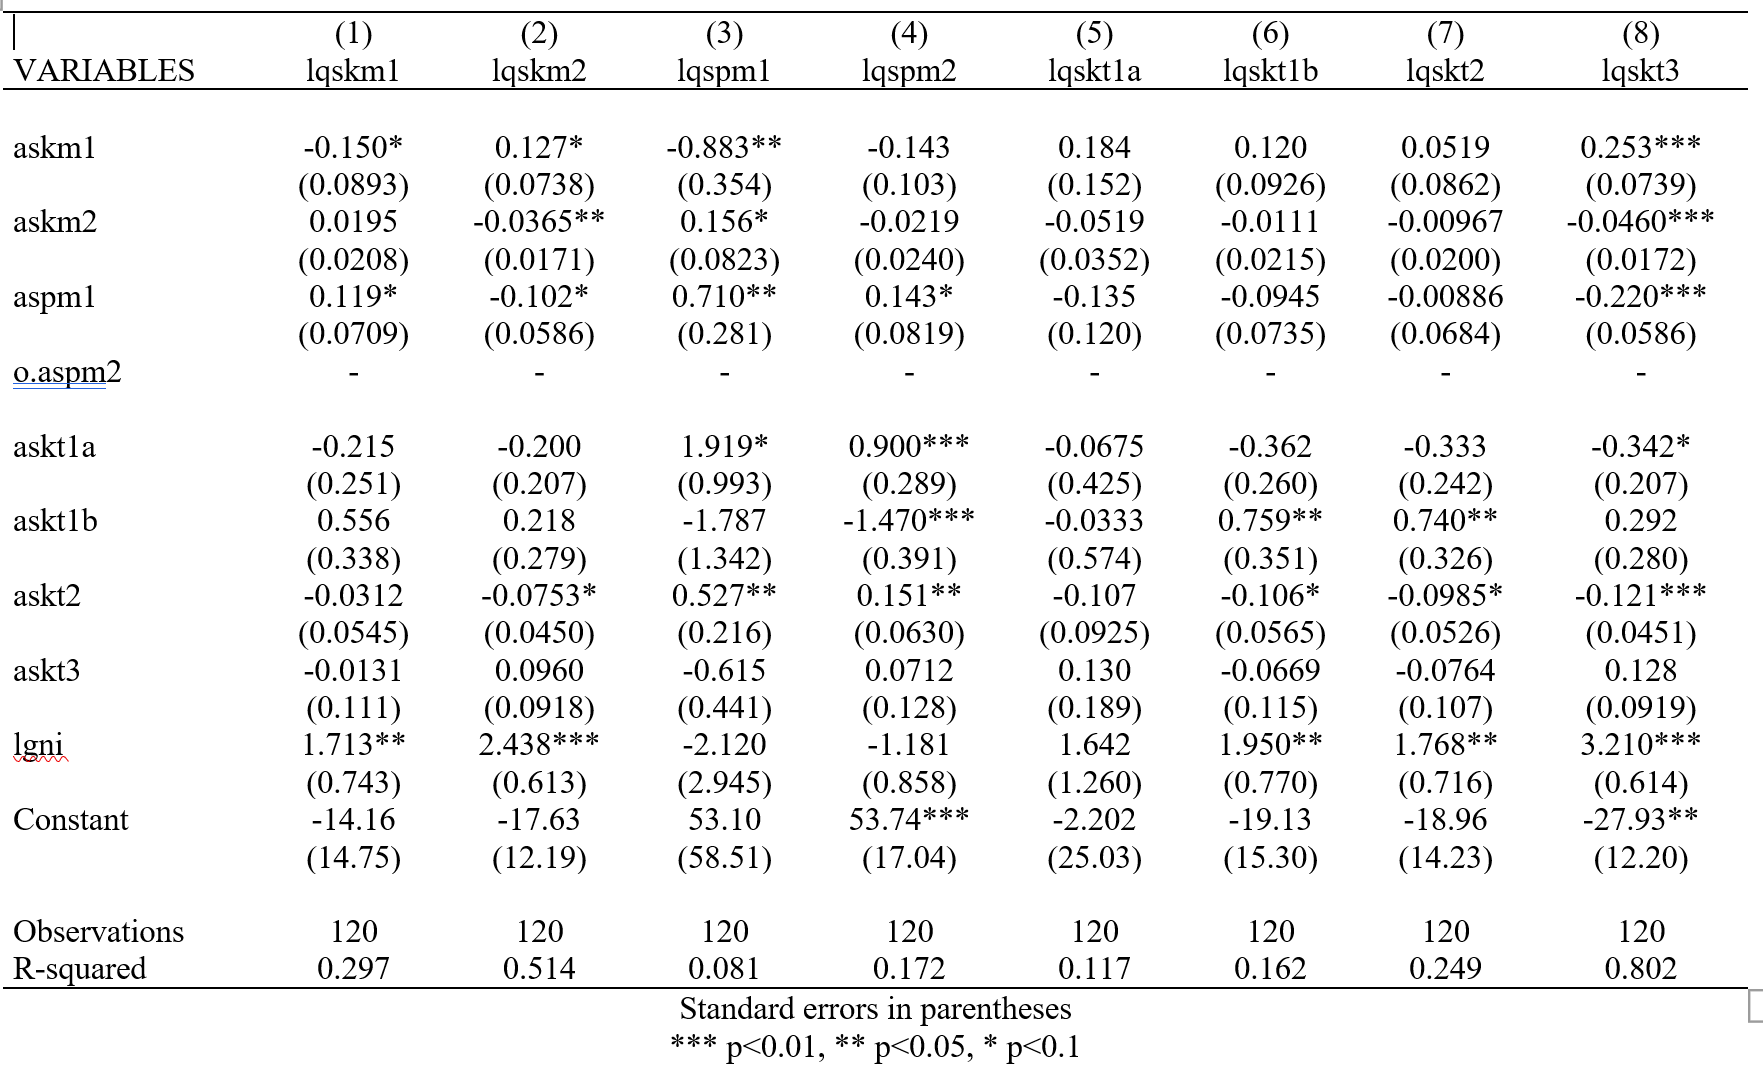 (1) (2) (3) (4) (5) (6) (7) (8)
VARIABLES lqskm1 lqskm2 lqspm1 lqspm2 lqskt1a lqskt1b lqskt2 lqskt3
askm1 -0.150* 0.127* -0.883** -0.143 0.184 0.120 0.0519 0.253***
(0.0893) (0.0738) (0.354) (0.103) (0.152) (0.0926) (0.0862) (0.0739)
askm2 0.0195 -0.0365** 0.156* -0.0219 -0.0519 -0.0111 -0.00967 -0.0460***
(0.0208) (0.0171) (0.0823) (0.0240) (0.0352) (0.0215) (0.0200) (0.0172)
aspm1 0.119* -0.102* 0.710** 0.143* -0.135 -0.0945 -0.00886 -0.220***
(0.0709) (0.0586) (0.281) (0.0819) (0.120) (0.0735) (0.0684) (0.0586)
o.aspm2 - - - - - - - -
askt1a -0.215 -0.200 1.919* 0.900*** -0.0675 -0.362 -0.333 -0.342*
(0.251) (0.207) (0.993) (0.289) (0.425) (0.260) (0.242) (0.207)
askt1b 0.556 0.218 -1.787 -1.470*** -0.0333 0.759** 0.740** 0.292
(0.338) (0.279) (1.342) (0.391) (0.574) (0.351) (0.326) (0.280)
askt2 -0.0312 -0.0753* 0.527** 0.151** -0.107 -0.106* -0.0985* -0.121***
(0.0545) (0.0450) (0.216) (0.0630) (0.0925) (0.0565) (0.0526) (0.0451)
askt3 -0.0131 0.0960 -0.615 0.0712 0.130 -0.0669 -0.0764 0.128
(0.111) (0.0918) (0.441) (0.128) (0.189) (0.115) (0.107) (0.0919)
lgni 1.713** 2.438*** -2.120 -1.181 1.642 1.950** 1.768** 3.210***
(0.743) (0.613) (2.945) (0.858) (1.260) (0.770) (0.716) (0.614)
Constant -14.16 -17.63 53.10 53.74*** -2.202 -19.13 -18.96 -27.93**
(14.75) (12.19) (58.51) (17.04) (25.03) (15.30) (14.23) (12.20)
Observations 120 120 120 120 120 120 120 120
R-squared 0.297 0.514 0.081 0.172 0.117 0.162 0.249 0.802
Standard errors in parentheses
*** p<0.01, ** p<0.05, * p<0.1